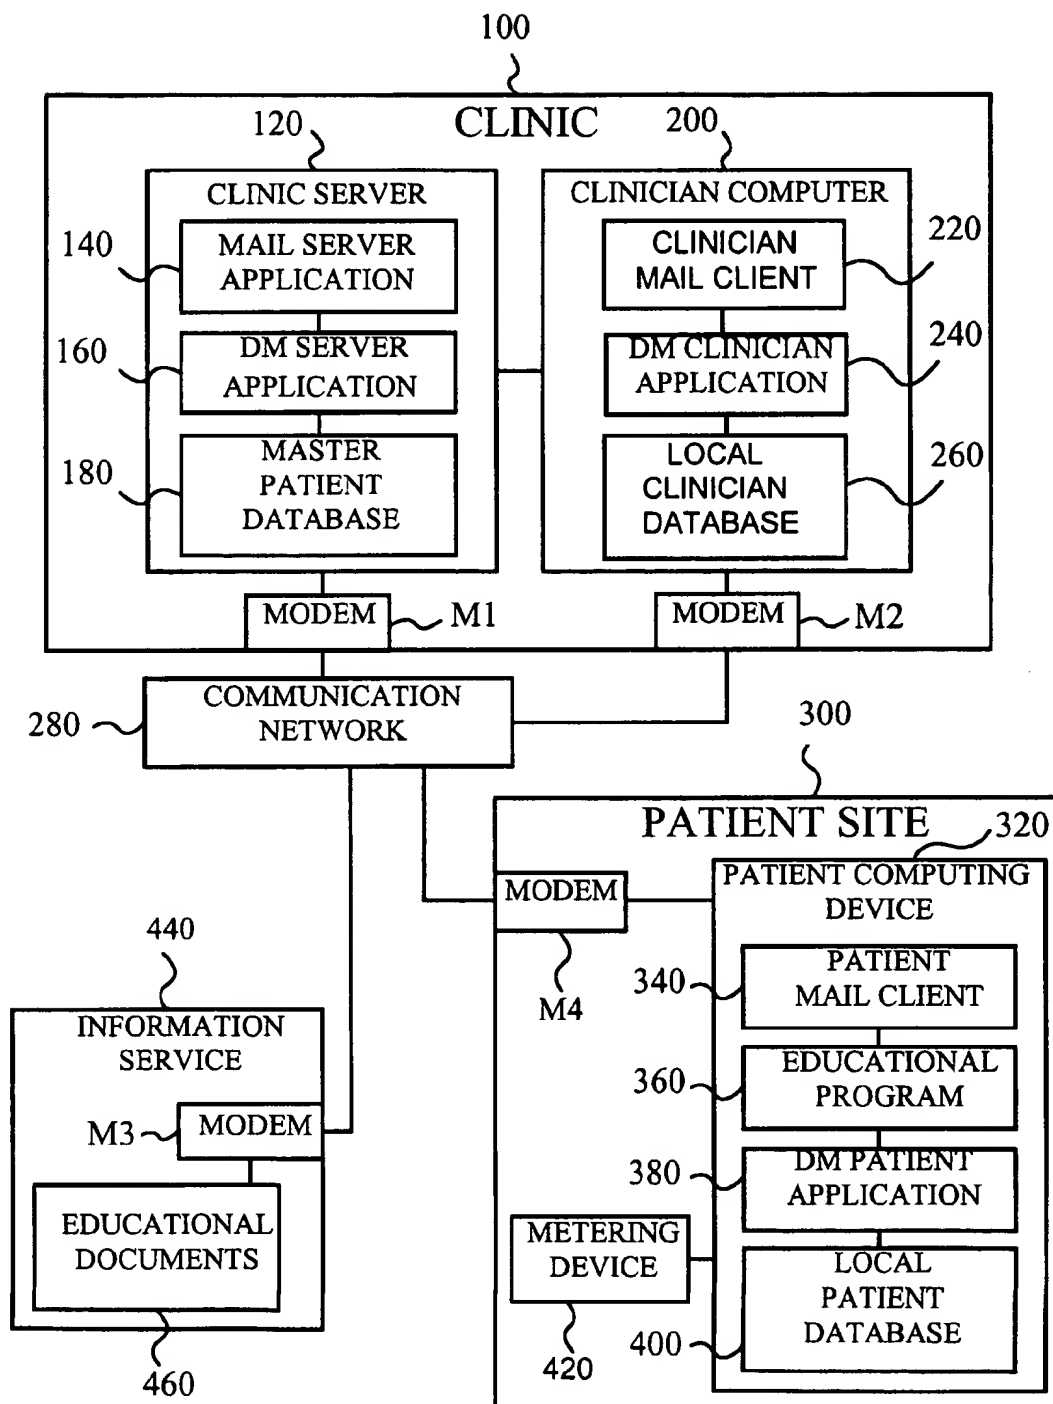 100
CLINIC
120
200
CLINIC SERVER
CLINICIAN COMPUTER
140
MAIL SERVER
APPLICATION
CLINICIAN
MAIL CLIENT
220
160
DM SERVER
APPLICATION
DM CLINICIAN
APPLICATION
240
180
MASTER
PATIENT
DATABASE
LOCAL
CLINICIAN
DATABASE
260
MODEM
M1
MODEM
M2
280
COMMUNICATION
NETWORK
300
PATIENT SITE
320
MODEM
M4
PATIENT COMPUTING
DEVICE
340
PATIENT
MAIL CLIENT
360
EDUCATIONAL
PROGRAM
380
DM PATIENT
APPLICATION
METERING
DEVICE
420
400
LOCAL
PATIENT
DATABASE
440
INFORMATION
SERVICE
M3
MODEM
EDUCATIONAL
DOCUMENTS
460